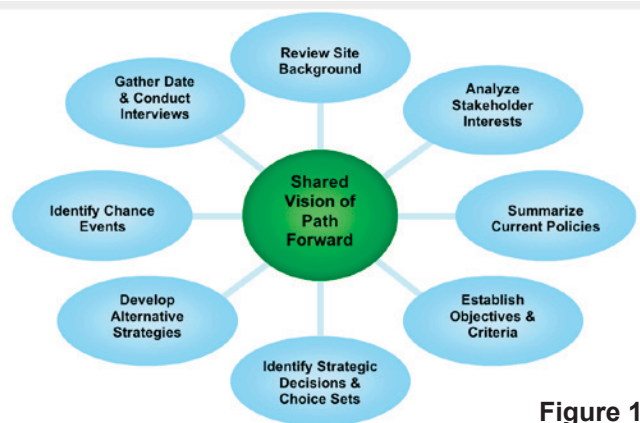 Review Site
Background
Gather Date
& Conduct
Interviews
Analyze
Stakeholder
Interests
Shared
Vision of
Path
Forward
Identify Chance
Events
Summarize
Current Policies
Develop
Alternative
Strategies
Establish
Objectives &
Criteria
Identify Strategic
Decisions &
Choice Sets
Figure 1